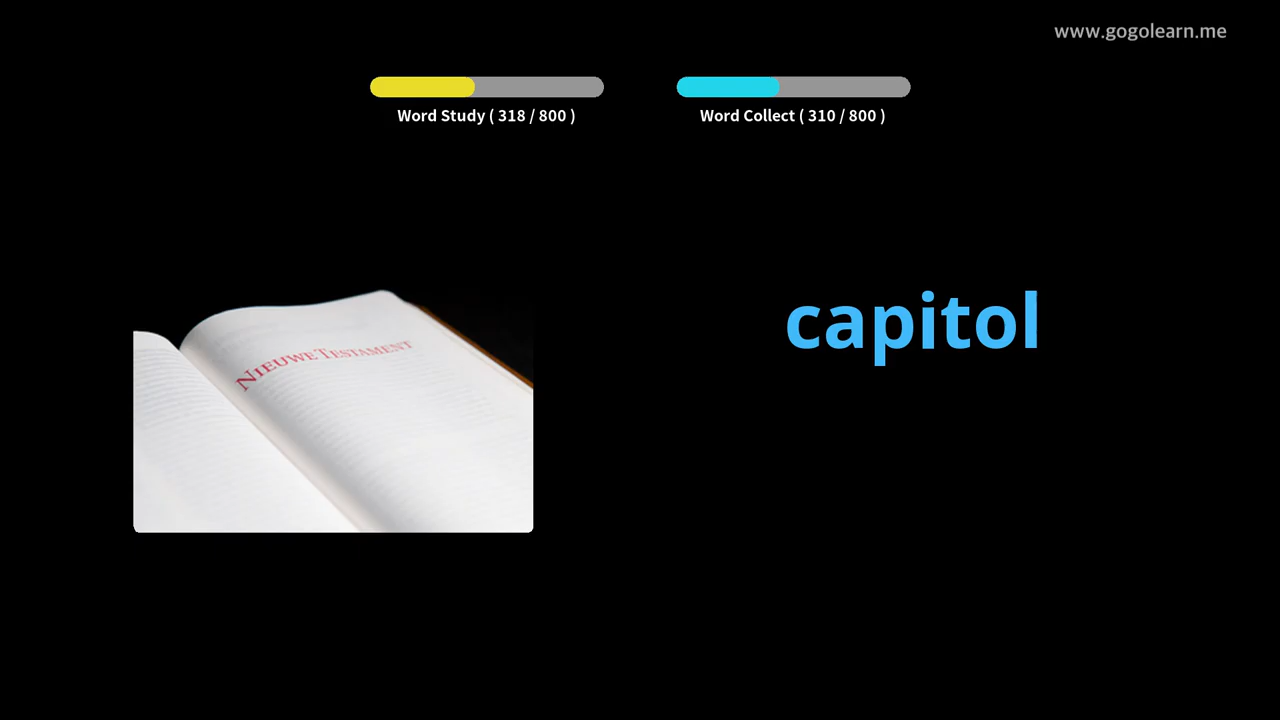 www.gogolearn.me
Word Study ( 318 / 800 )
Word Collect ( 310 / 800 )
NIEUWE TESTAMENT
capitol